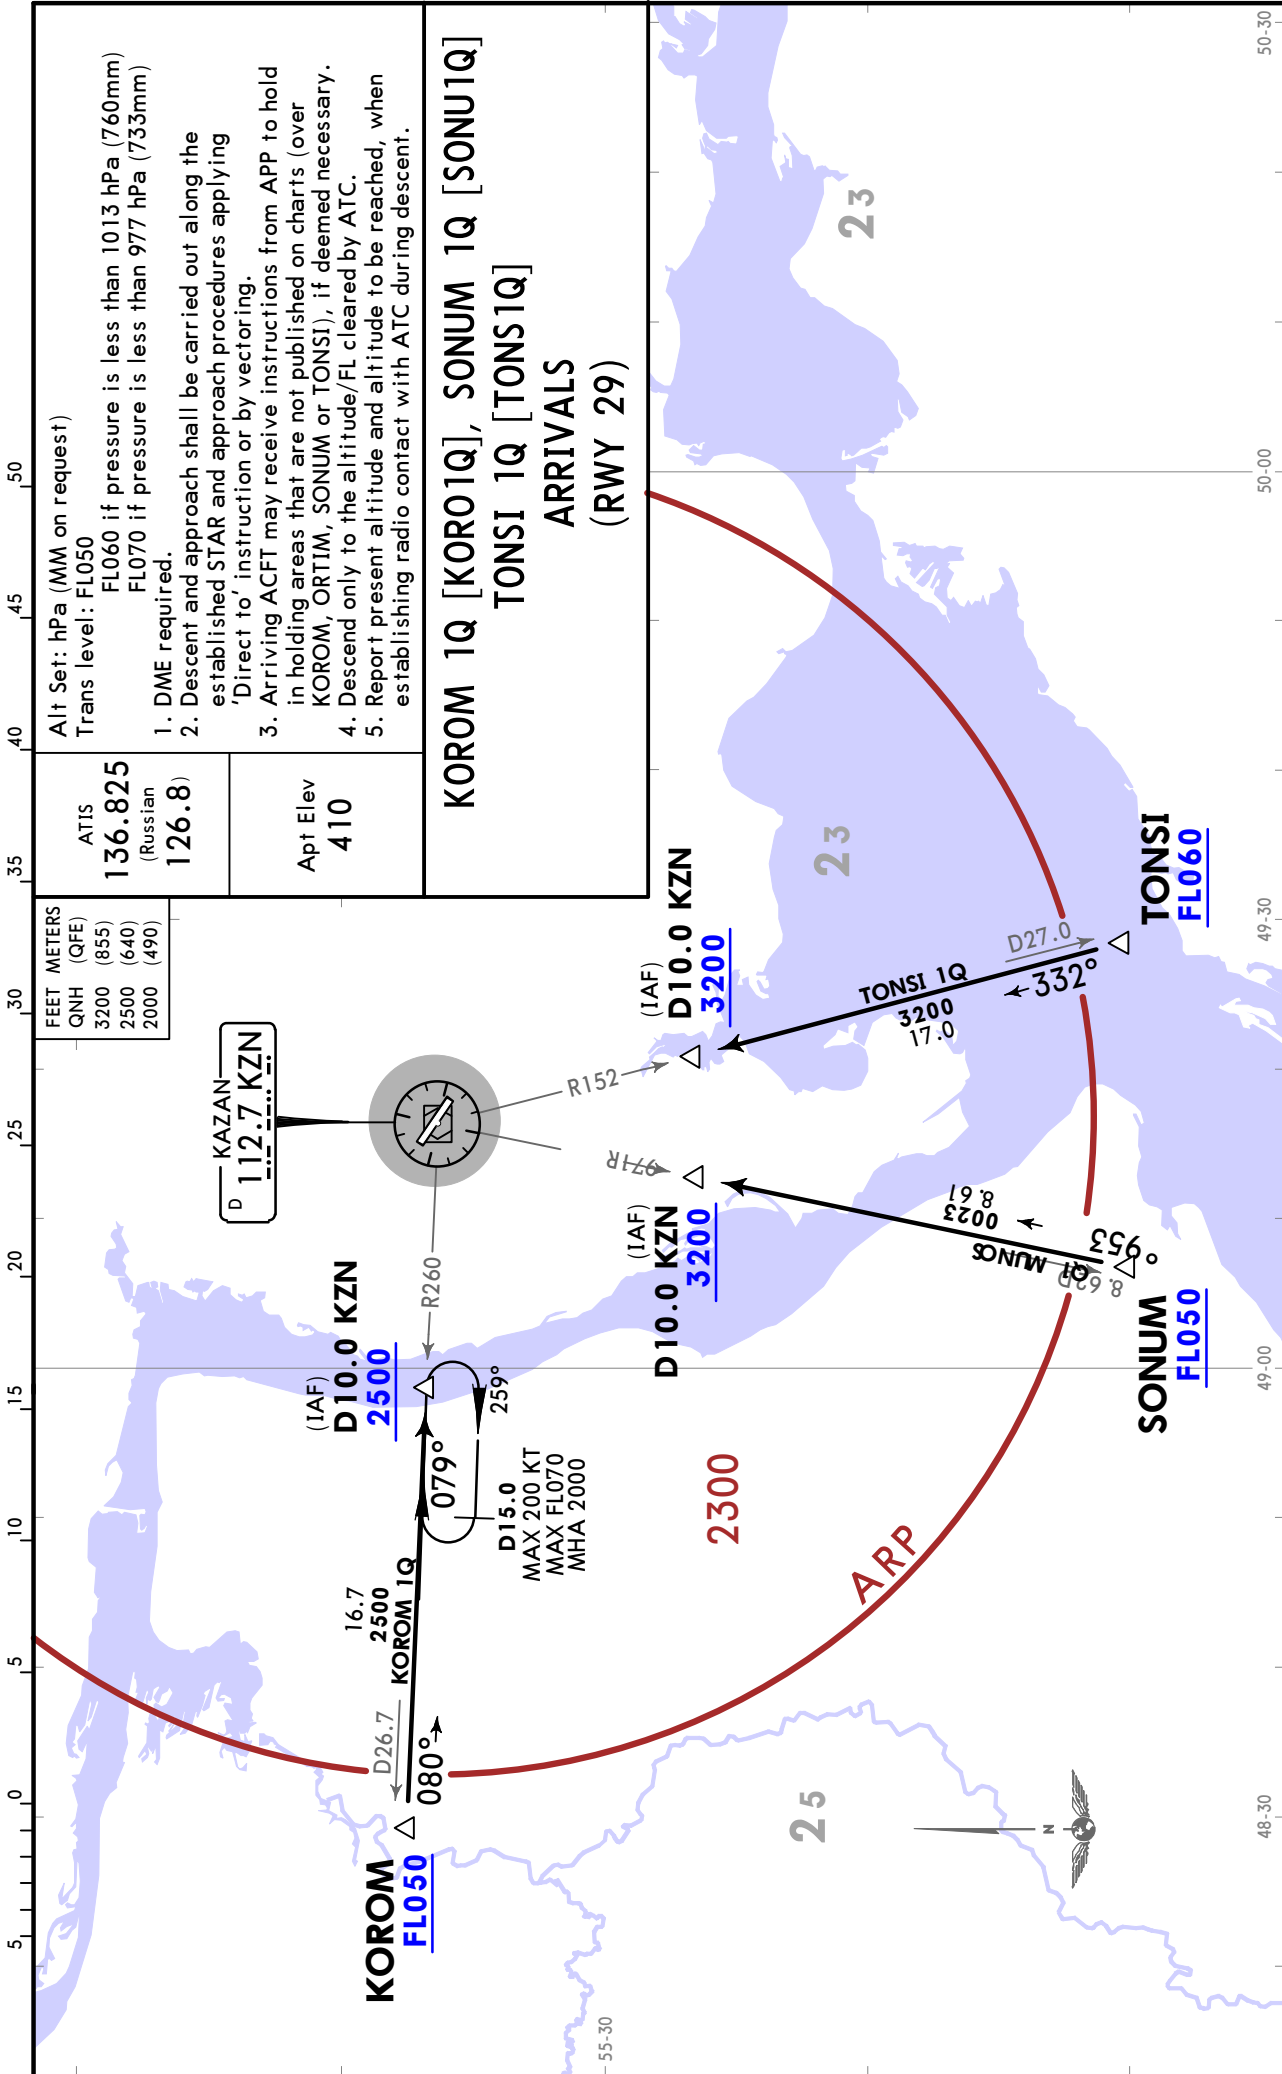 5 0 5 10 15 20 25 30 35 40 45 50
FEET METERS
QNH (QFE)
3200 (855)
2500 (640)
2000 (490)
ATIS
136.825
(Russian
126.8)
Apt Elev
410
Alt Set: hPa (MM on request)
Trans level: FL050
FL060 if pressure is less than 1013 hPa (760mm)
FL070 if pressure is less than 977 hPa (733mm)
1. DME required.
2. Descent and approach shall be carried out along the
established STAR and approach procedures applying
'Direct to' instruction or by vectoring.
3. Arriving ACFT may receive instructions from APP to hold
in holding areas that are not published on charts (over
KOROM, ORTIM, SONUM or TONSI), if deemed necessary.
4. Descend only to the altitude/FL cleared by ATC.
5. Report present altitude and altitude to be reached, when
establishing radio contact with ATC during descent.
KOROM 1Q [KORO1Q], SONUM 1Q [SONU1Q]
TONSI 1Q [TONS1Q]
ARRIVALS
(RWY 29)
KAZAN
D 112.7 KZN
KOROM
FL050
D26.7
080°
16.7
2500
KOROM 1Q
(IAF)
D10.0 KZN
2500
R260
079°
259°
D15.0
MAX 200 KT
MAX FL070
MHA 2000
R152
971R
(IAF)
D10.0 KZN
3200
(IAF)
D10.0 KZN
3200
TONSI 1Q
3200
17.0
D27.0
332°
TONSI
FL060
8.61
0023
MUNOS Q1
8.62D
°953
SONUM
FL050
2300
ARP
25
23
23
N
55-30
48-30
49-00
49-30
50-00
50-30